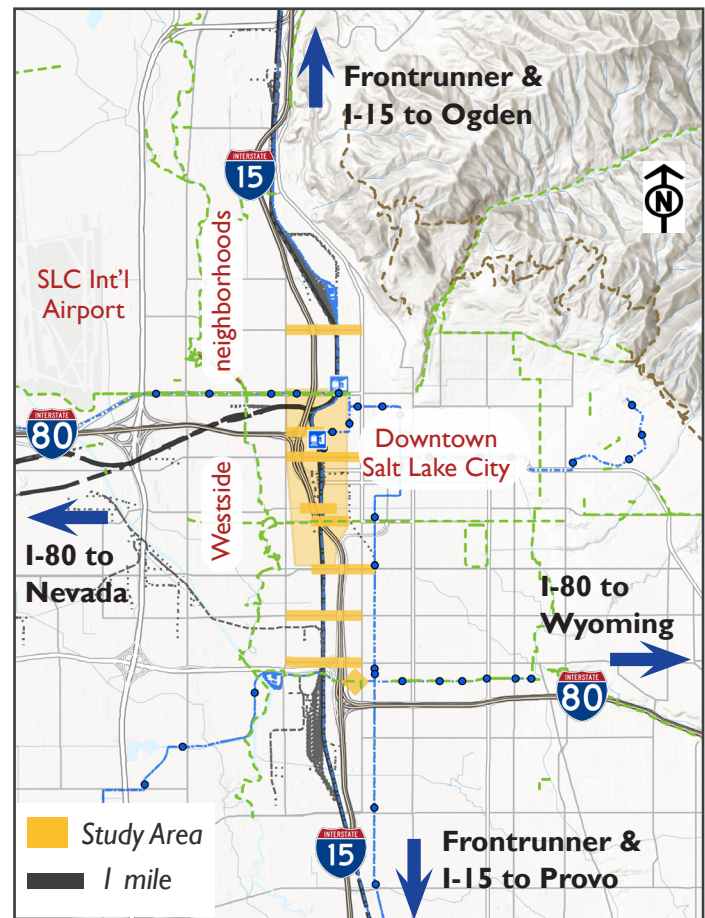 Frontrunner &
I-15 to Ogden
INTERSTATE
15
N
SLC Int'l
Airport
neighborhoods
INTERSTATE
80
Downtown
Salt Lake City
Westside
I-80 to
Nevada
I-80 to
Wyoming
INTERSTATE
80
Study Area
1 mile
INTERSTATE
15
Frontrunner &
I-15 to Provo